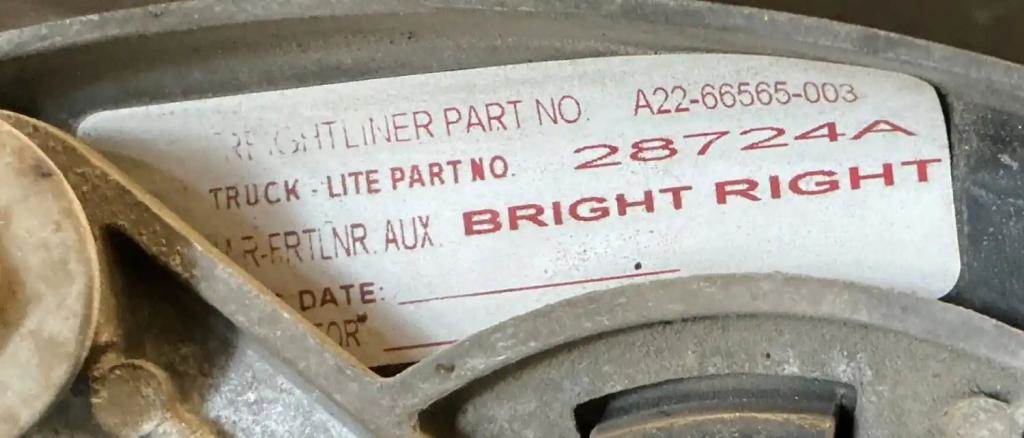 FREIGHTLINER PART NO. A22-66565-003
TRUCK-LITE PART NO. 28724A
FRTLNR. AUX. BRIGHT RIGHT
DATE: